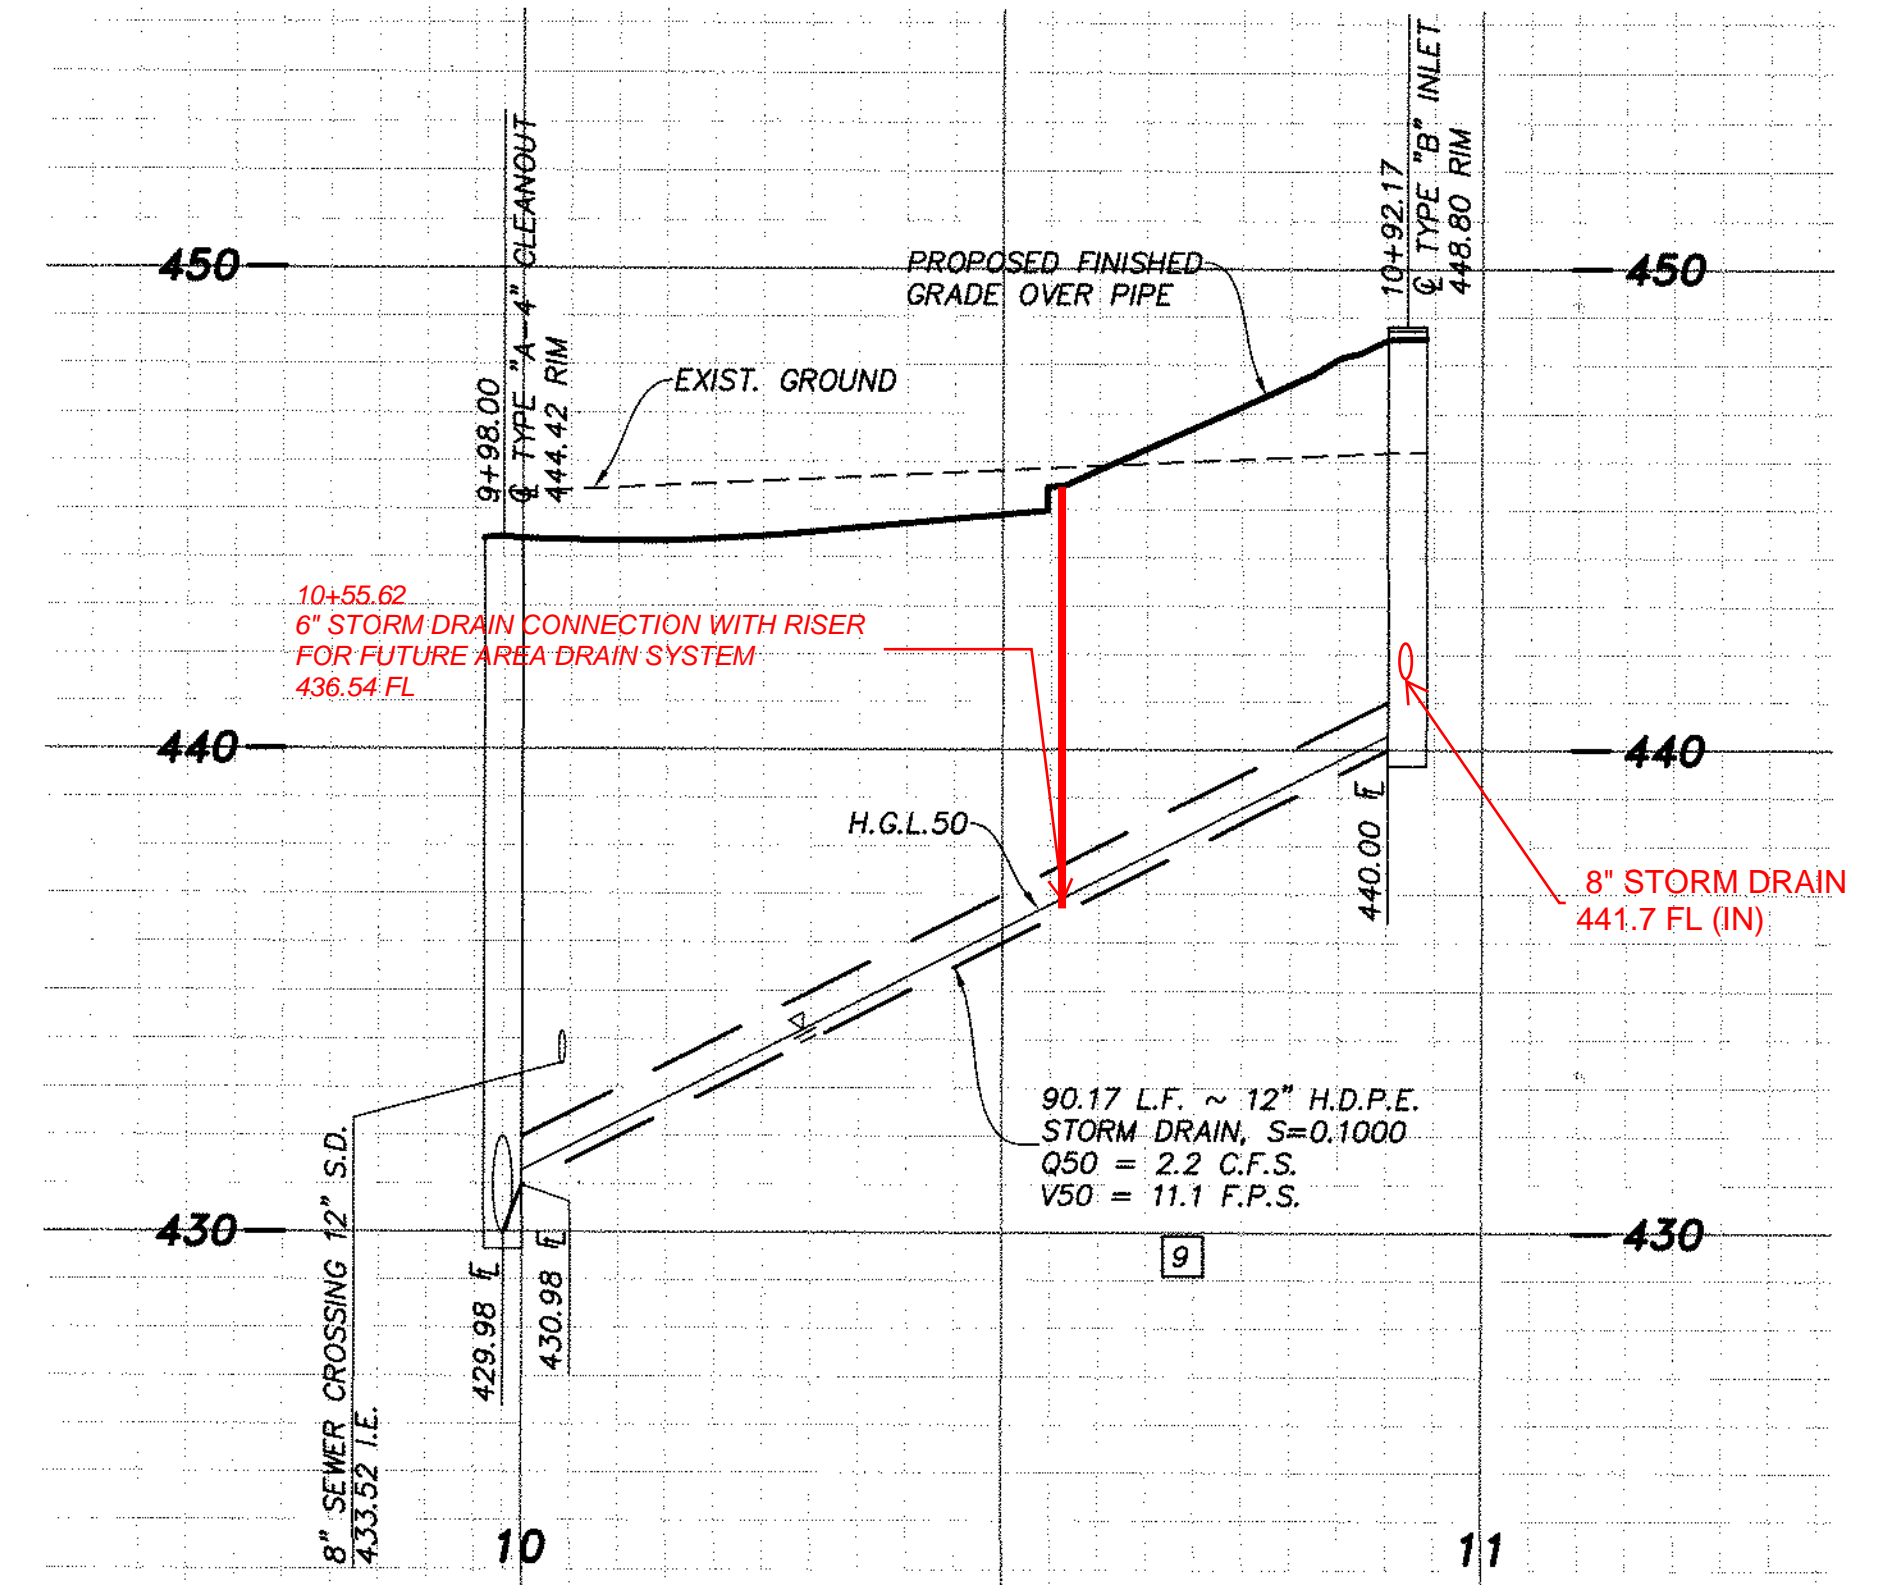 10+92.17
℄ TYPE "B" INLET
448.80 RIM
9+98.00
℄ TYPE "A-4" CLEANOUT
444.42 RIM
450
450
PROPOSED FINISHED
GRADE OVER PIPE
EXIST. GROUND
10+55.62
6" STORM DRAIN CONNECTION WITH RISER
FOR FUTURE AREA DRAIN SYSTEM
436.54 FL
440
440
H.G.L.50
440.00 FL
8" STORM DRAIN
441.7 FL (IN)
90.17 L.F. ~ 12" H.D.P.E.
STORM DRAIN, S=0.1000
Q50 = 2.2 C.F.S.
V50 = 11.1 F.P.S.
430
430
9
429.98 FL
430.98 FL
8" SEWER CROSSING 12" S.D.
433.52 I.E.
10
11